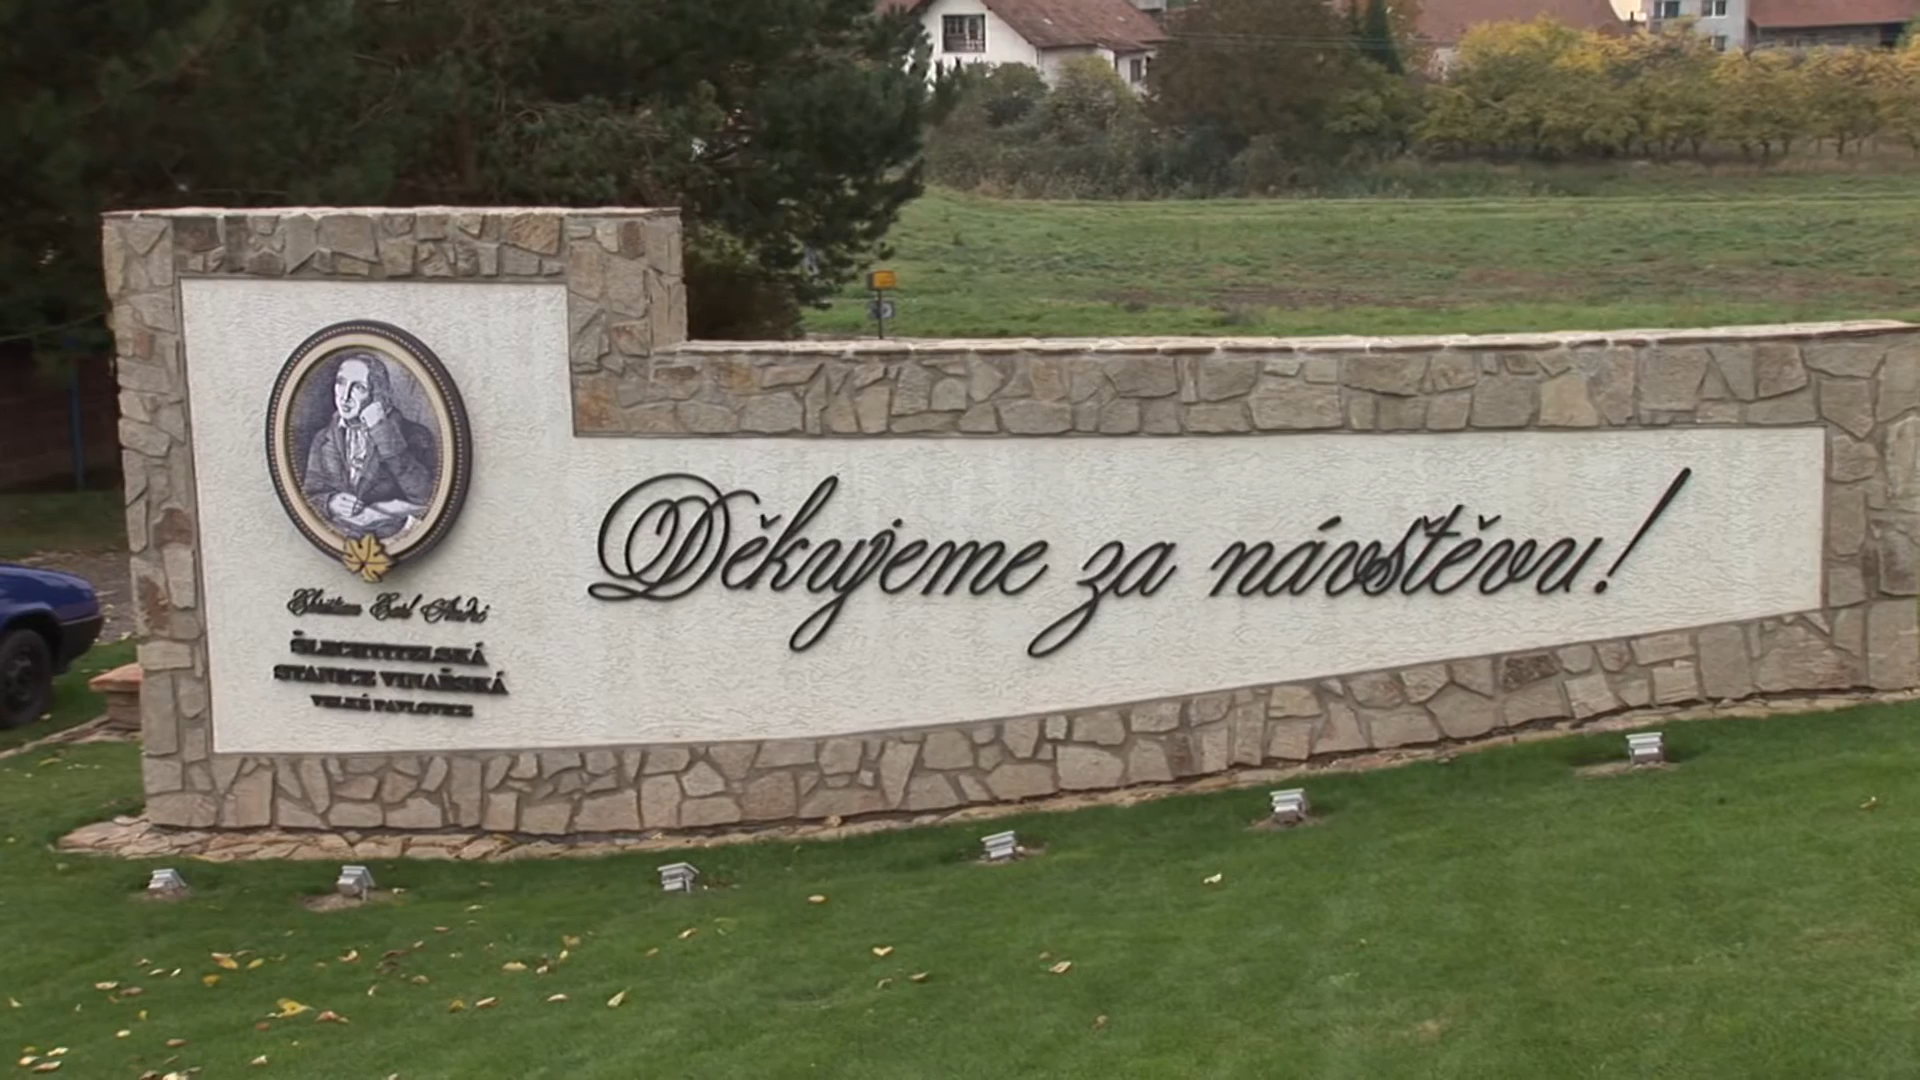 Christian Carl André
ŠLECHTITELSKÁ
STANICE VINAŘSKÁ
VELKÉ PAVLOVICE
Děkujeme za návštěvu!